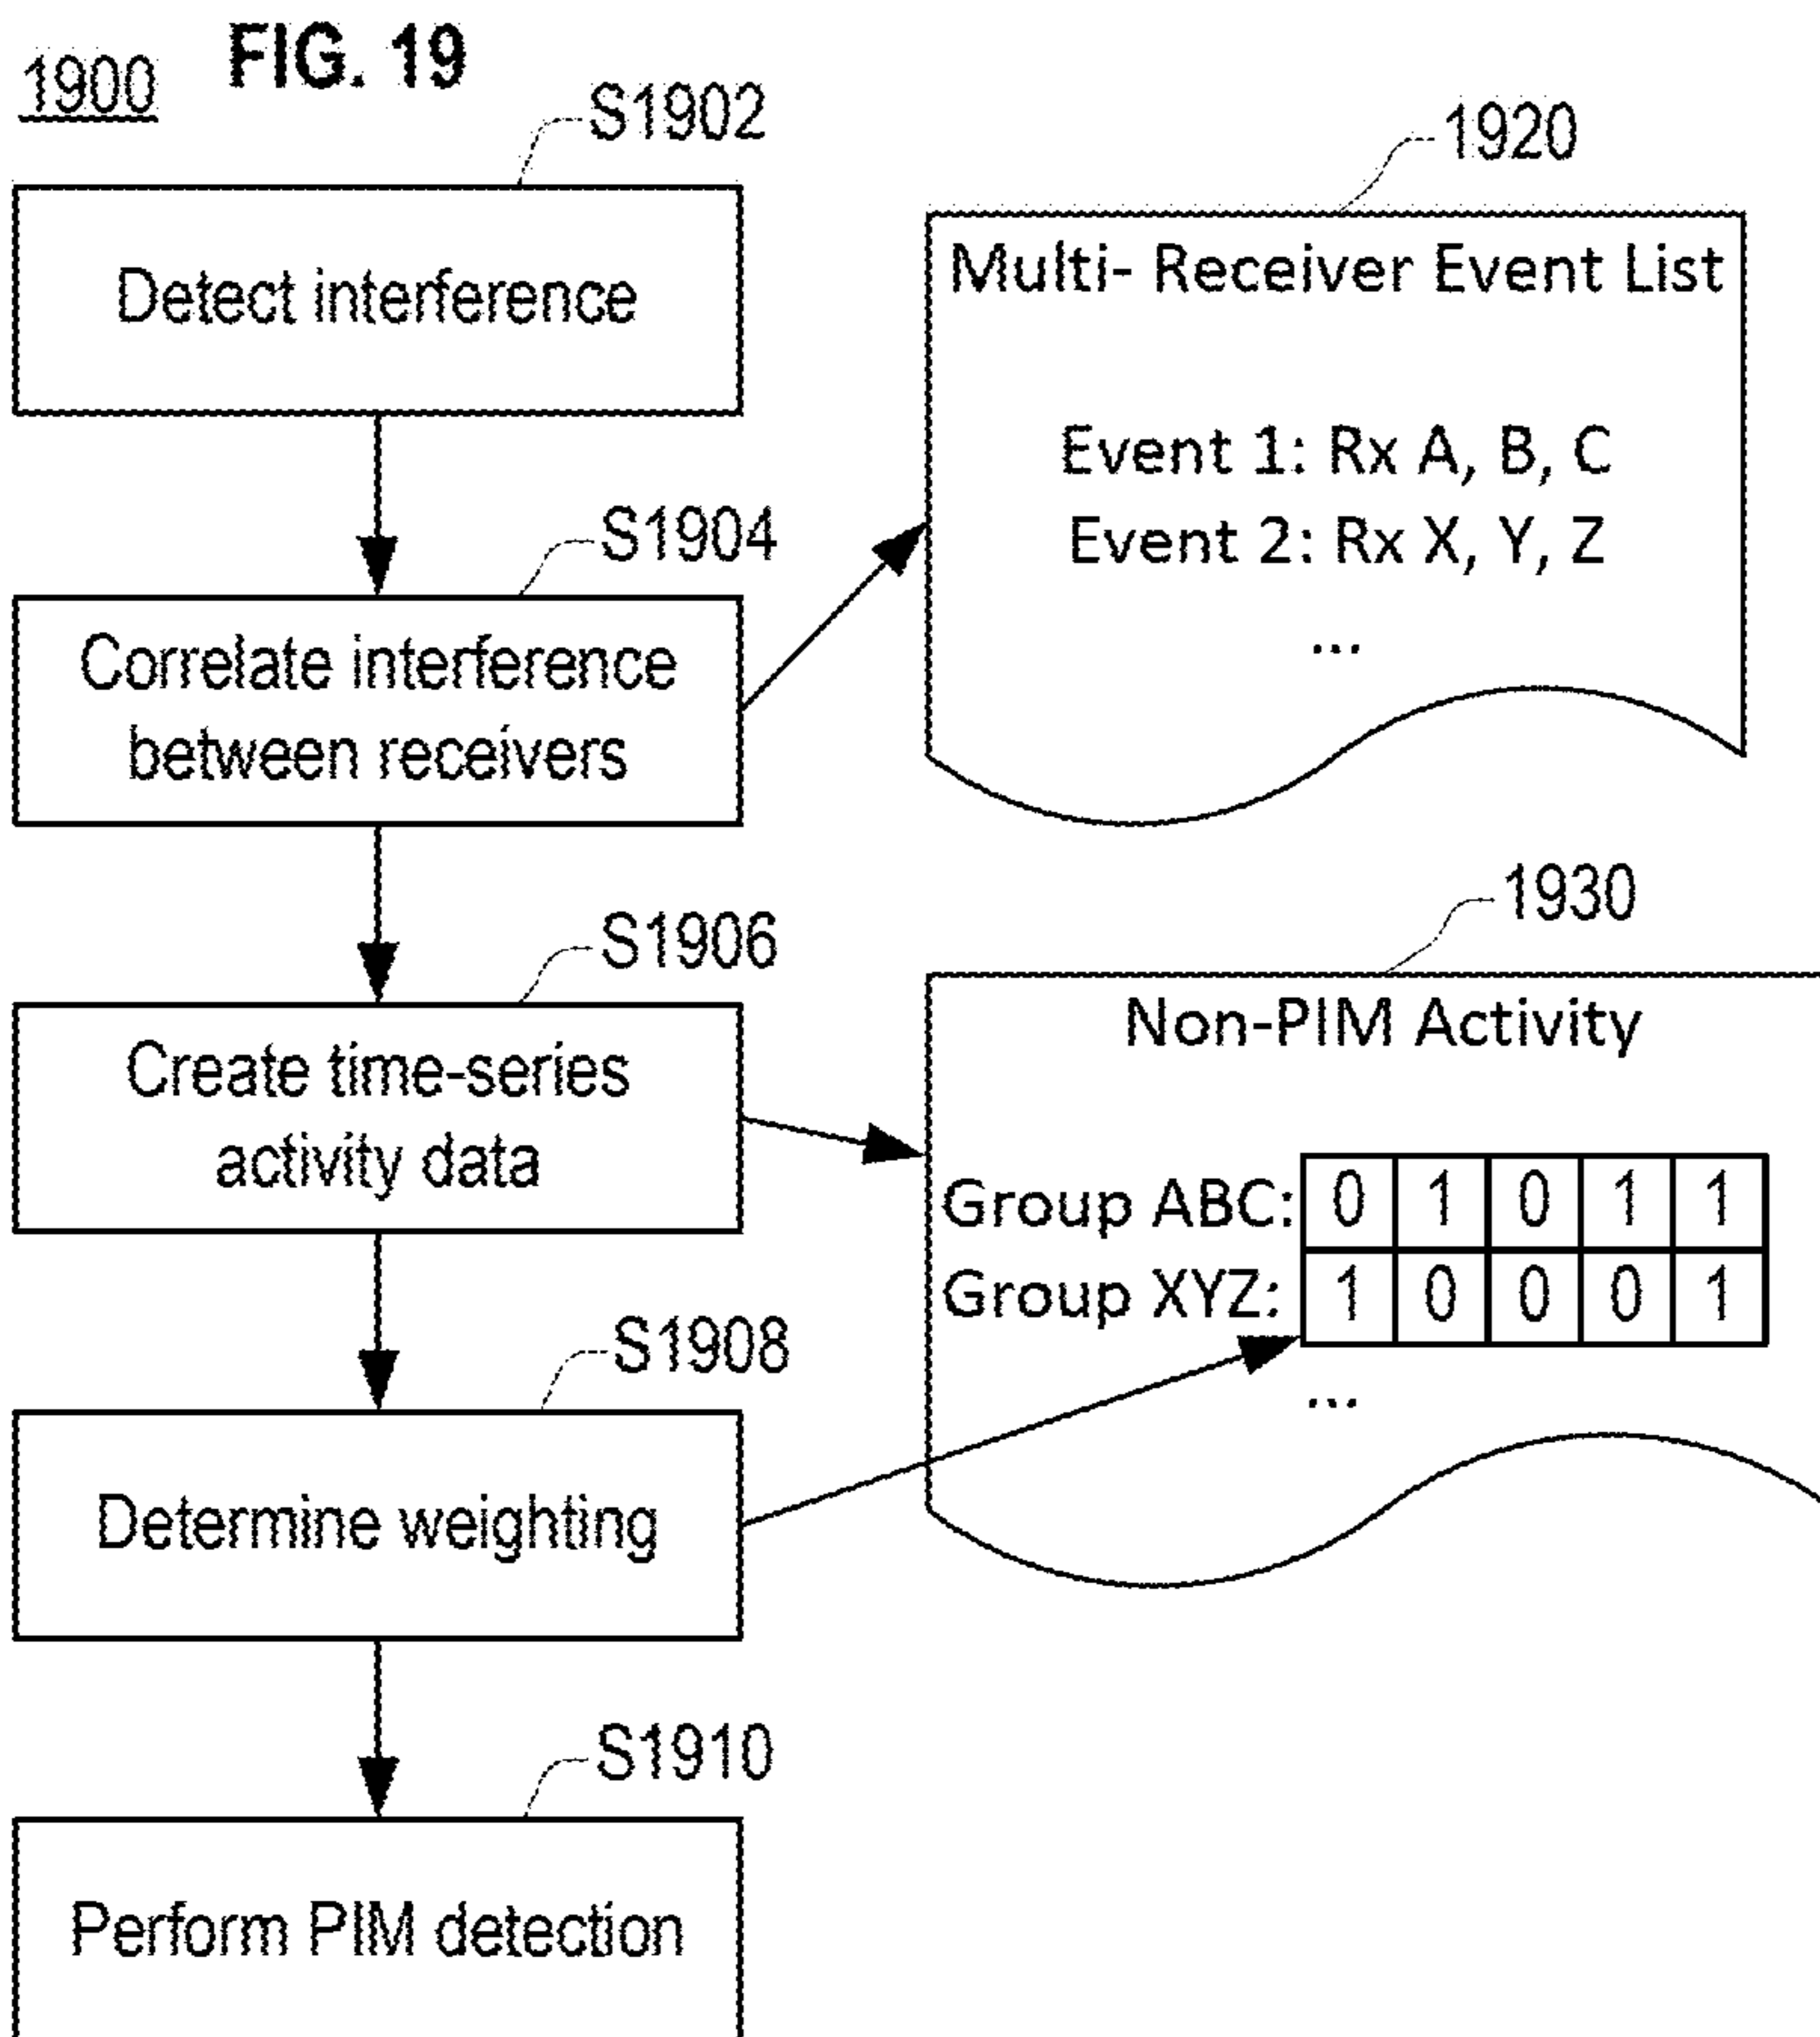 FIG. 19
1900
S1902
Detect interference
1920
Multi- Receiver Event List
Event 1: Rx A, B, C
Event 2: Rx X, Y, Z
...
S1904
Correlate interference
between receivers
S1906
Create time-series
activity data
1930
Non-PIM Activity
Group ABC: 0 1 0 1 1
Group XYZ: 1 0 0 0 1
...
S1908
Determine weighting
S1910
Perform PIM detection